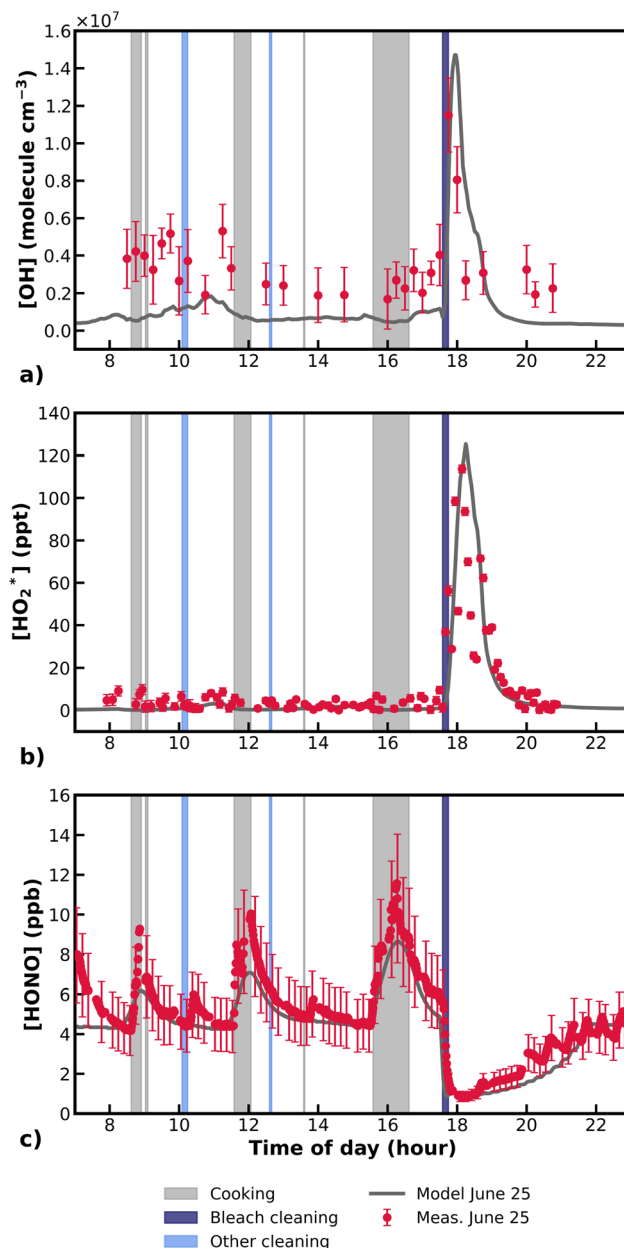 ×10⁷
1.6
1.4
1.2
1.0
0.8
0.6
0.4
0.2
0.0
[OH] (molecule cm⁻³)
8 10 12 14 16 18 20 22
a)
140
120
100
80
60
40
20
0
[HO₂*] (ppt)
8 10 12 14 16 18 20 22
b)
16
14
12
10
8
6
4
2
0
[HONO] (ppb)
8 10 12 14 16 18 20 22
c)
Time of day (hour)
Cooking
Bleach cleaning
Other cleaning
Model June 25
Meas. June 25